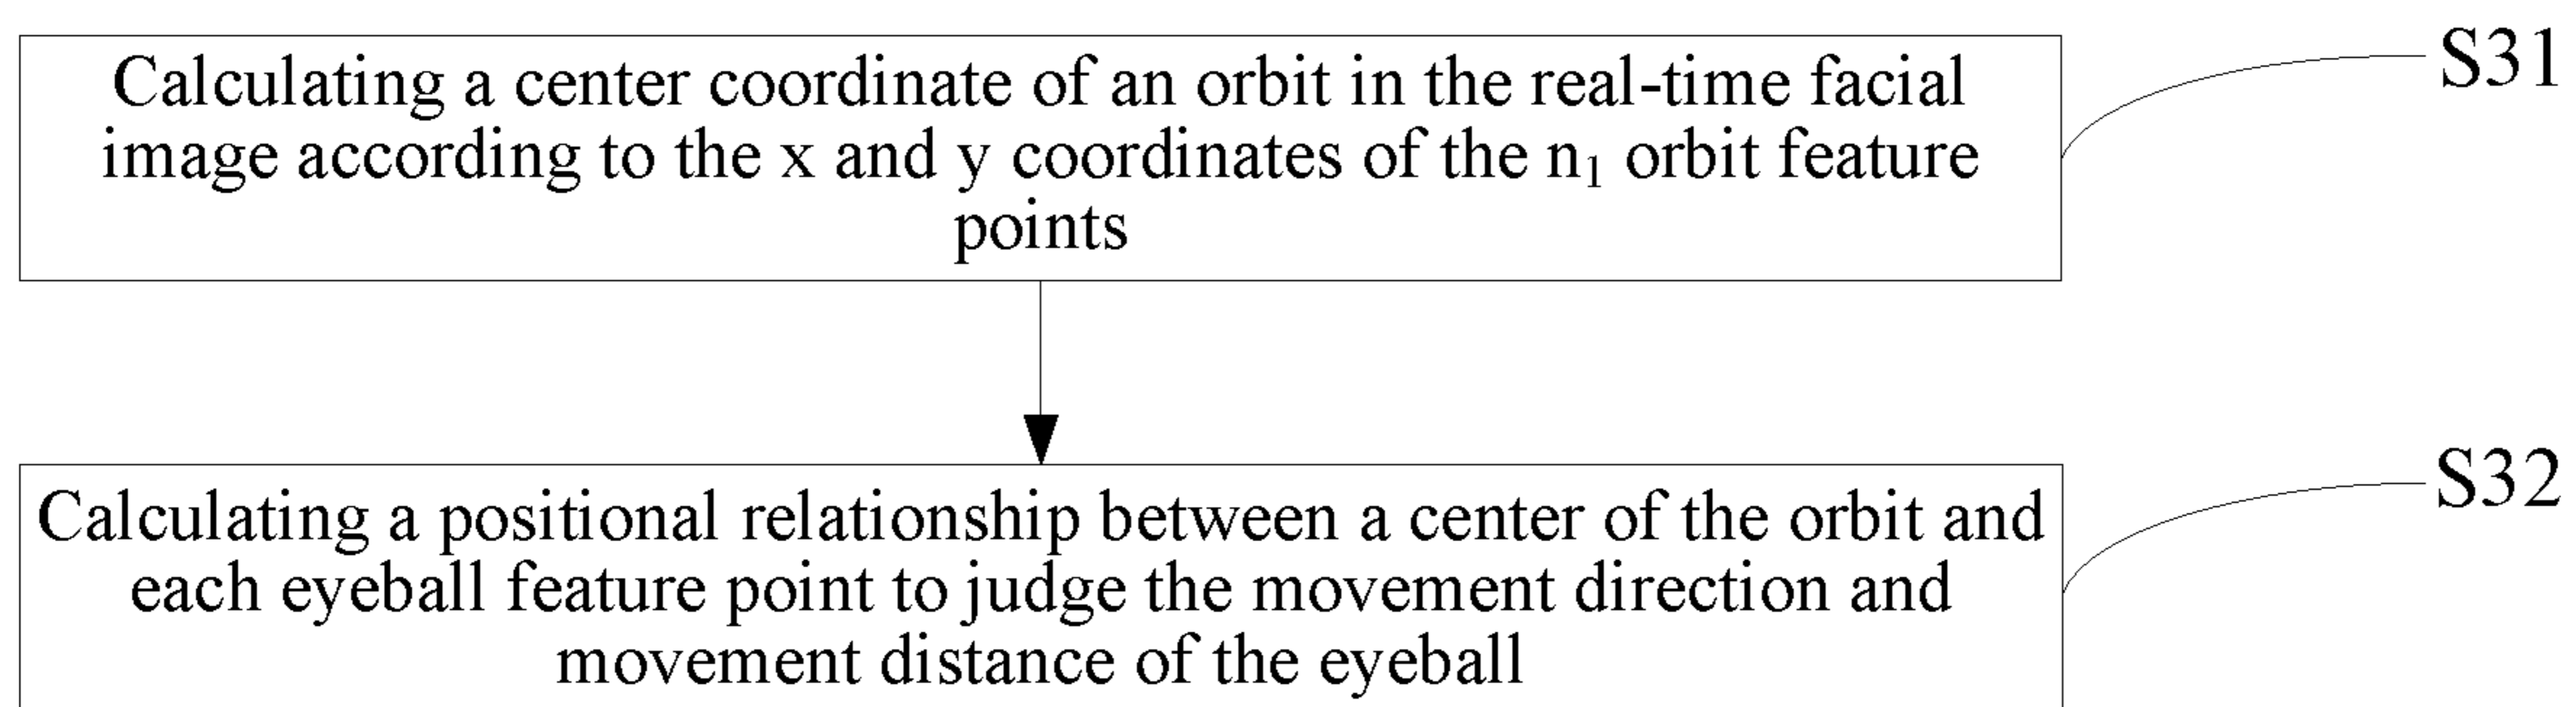 Calculating a center coordinate of an orbit in the real-time facial
image according to the x and y coordinates of the n₁ orbit feature
points
S31
Calculating a positional relationship between a center of the orbit and
each eyeball feature point to judge the movement direction and
movement distance of the eyeball
S32